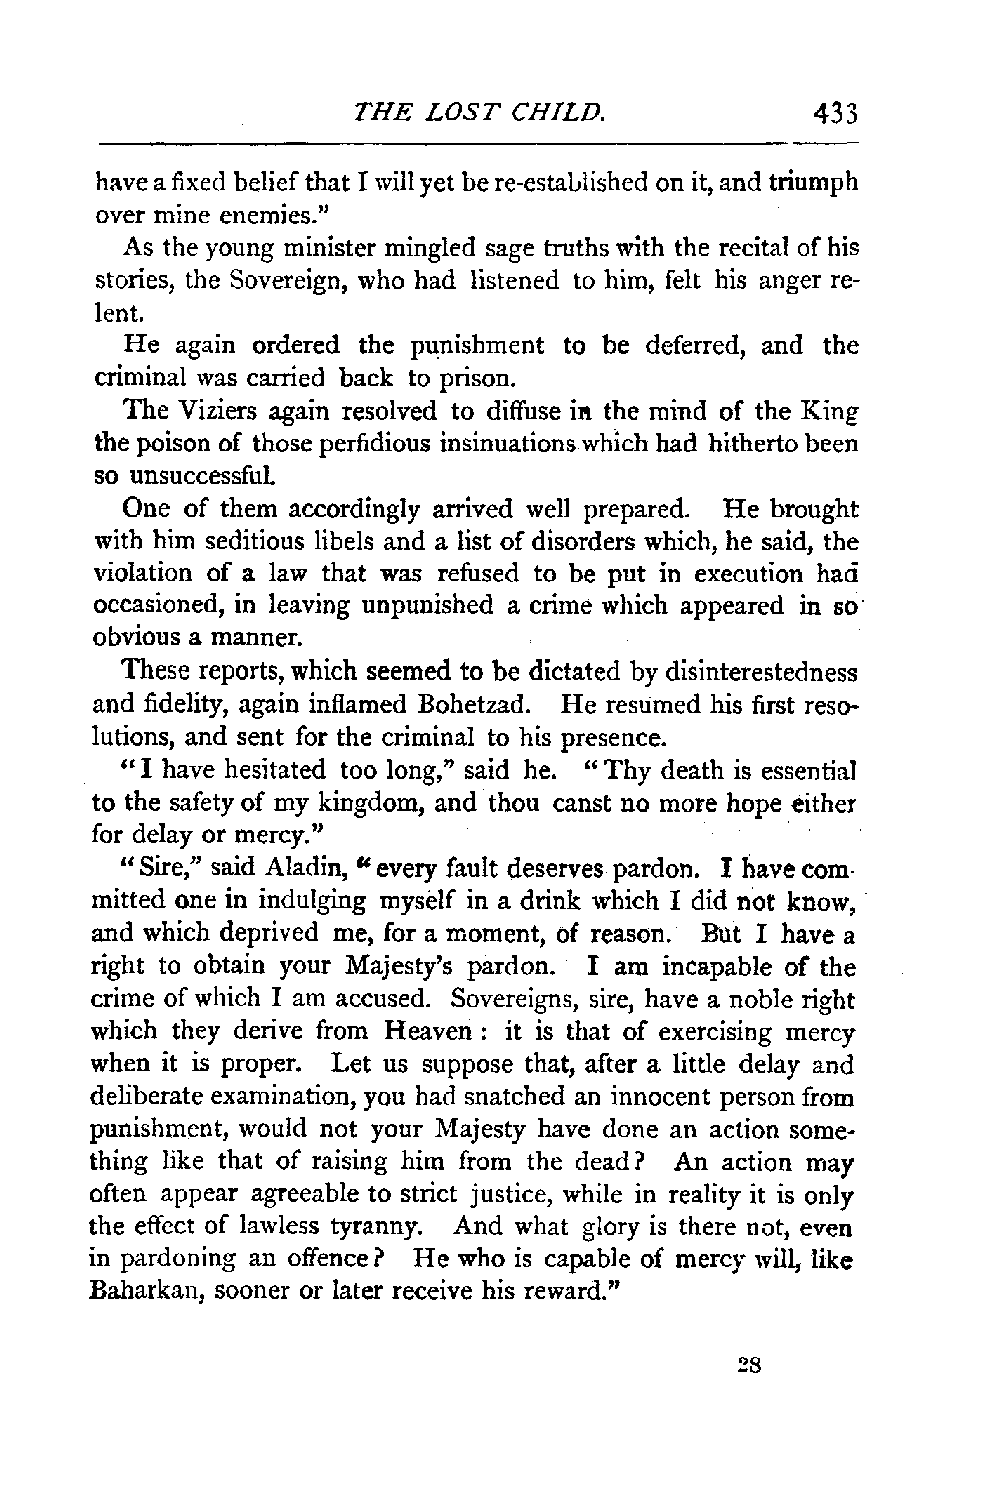 THE LOST CHILD. 433
have a fixed belief that I will yet be re-established on it, and triumph
over mine enemies."
As the young minister mingled sage truths with the recital of his
stories, the Sovereign, who had listened to him, felt his anger re-
lent.
He again ordered the punishment to be deferred, and the
criminal was carried back to prison.
The Viziers again resolved to diffuse in the mind of the King
the poison of those perfidious insinuations which had hitherto been
so unsuccessful.
One of them accordingly arrived well prepared. He brought
with him seditious libels and a list of disorders which, he said, the
violation of a law that was refused to be put in execution had
occasioned, in leaving unpunished a crime which appeared in so
obvious a manner.
These reports, which seemed to be dictated by disinterestedness
and fidelity, again inflamed Bohetzad. He resumed his first reso-
lutions, and sent for the criminal to his presence.
"I have hesitated too long," said he. "Thy death is essential
to the safety of my kingdom, and thou canst no more hope either
for delay or mercy."
"Sire," said Aladin, "every fault deserves pardon. I have com-
mitted one in indulging myself in a drink which I did not know,
and which deprived me, for a moment, of reason. But I have a
right to obtain your Majesty's pardon. I am incapable of the
crime of which I am accused. Sovereigns, sire, have a noble right
which they derive from Heaven : it is that of exercising mercy
when it is proper. Let us suppose that, after a little delay and
deliberate examination, you had snatched an innocent person from
punishment, would not your Majesty have done an action some-
thing like that of raising him from the dead? An action may
often appear agreeable to strict justice, while in reality it is only
the effect of lawless tyranny. And what glory is there not, even
in pardoning an offence? He who is capable of mercy will, like
Baharkan, sooner or later receive his reward."
28